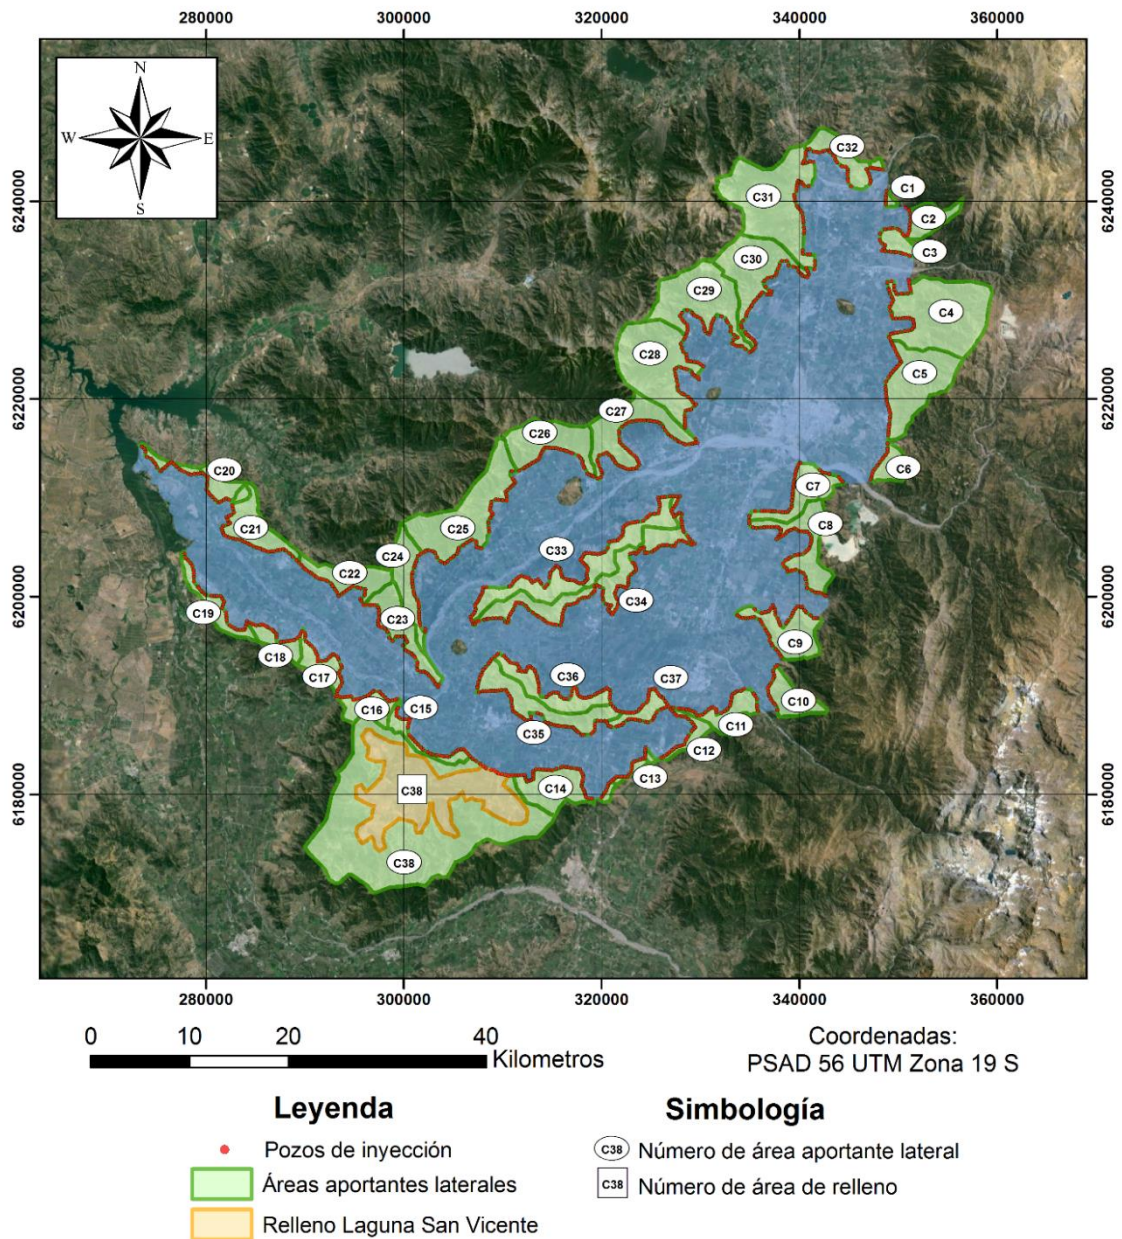 280000 300000 320000 340000 360000
N
W E
S
6240000 6240000
6220000 6220000
6200000 6200000
6180000 6180000
C32
C1
C31
C2
C3
C30
C29
C4
C28
C5
C27
C26
C6
C20
C7
C21
C25
C8
C24
C33
C22
C34
C19
C23
C9
C18
C17
C36
C37
C10
C16
C15
C11
C35
C12
C13
C14
C38
C38
280000 300000 320000 340000 360000
0 10 20 40
Kilometros
Coordenadas:
PSAD 56 UTM Zona 19 S
Leyenda
Pozos de inyección
Áreas aportantes laterales
Relleno Laguna San Vicente
Simbología
C38 Número de área aportante lateral
C38 Número de área de relleno